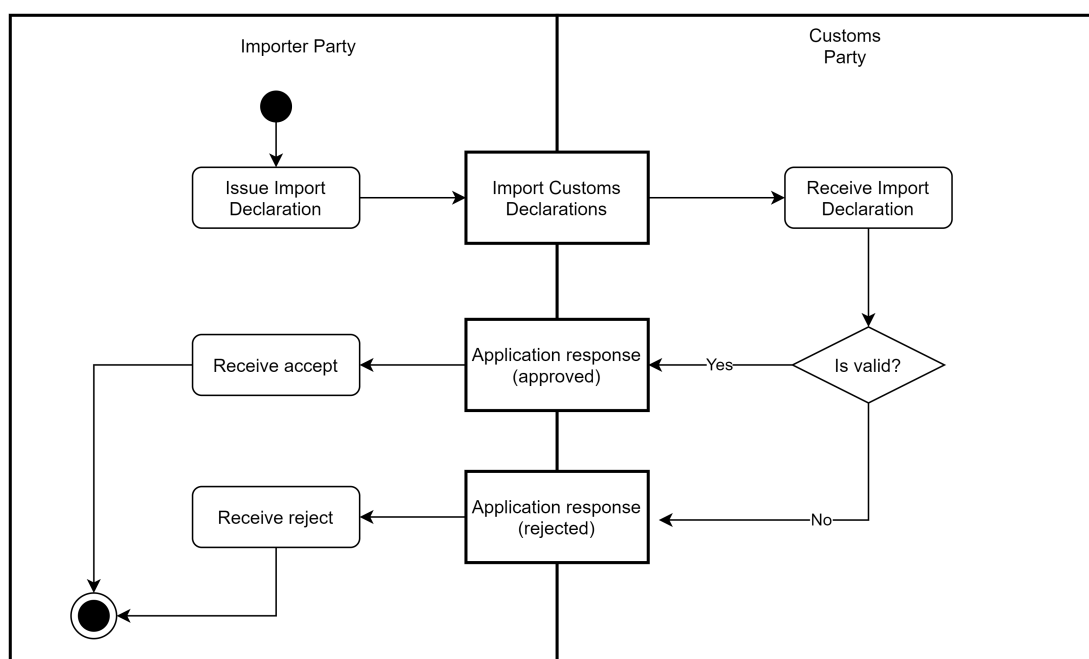 Importer Party
Customs
Party
Issue Import
Declaration
Import Customs
Declarations
Receive Import
Declaration
Receive accept
Application response
(approved)
Yes
Is valid?
Receive reject
Application response
(rejected)
No